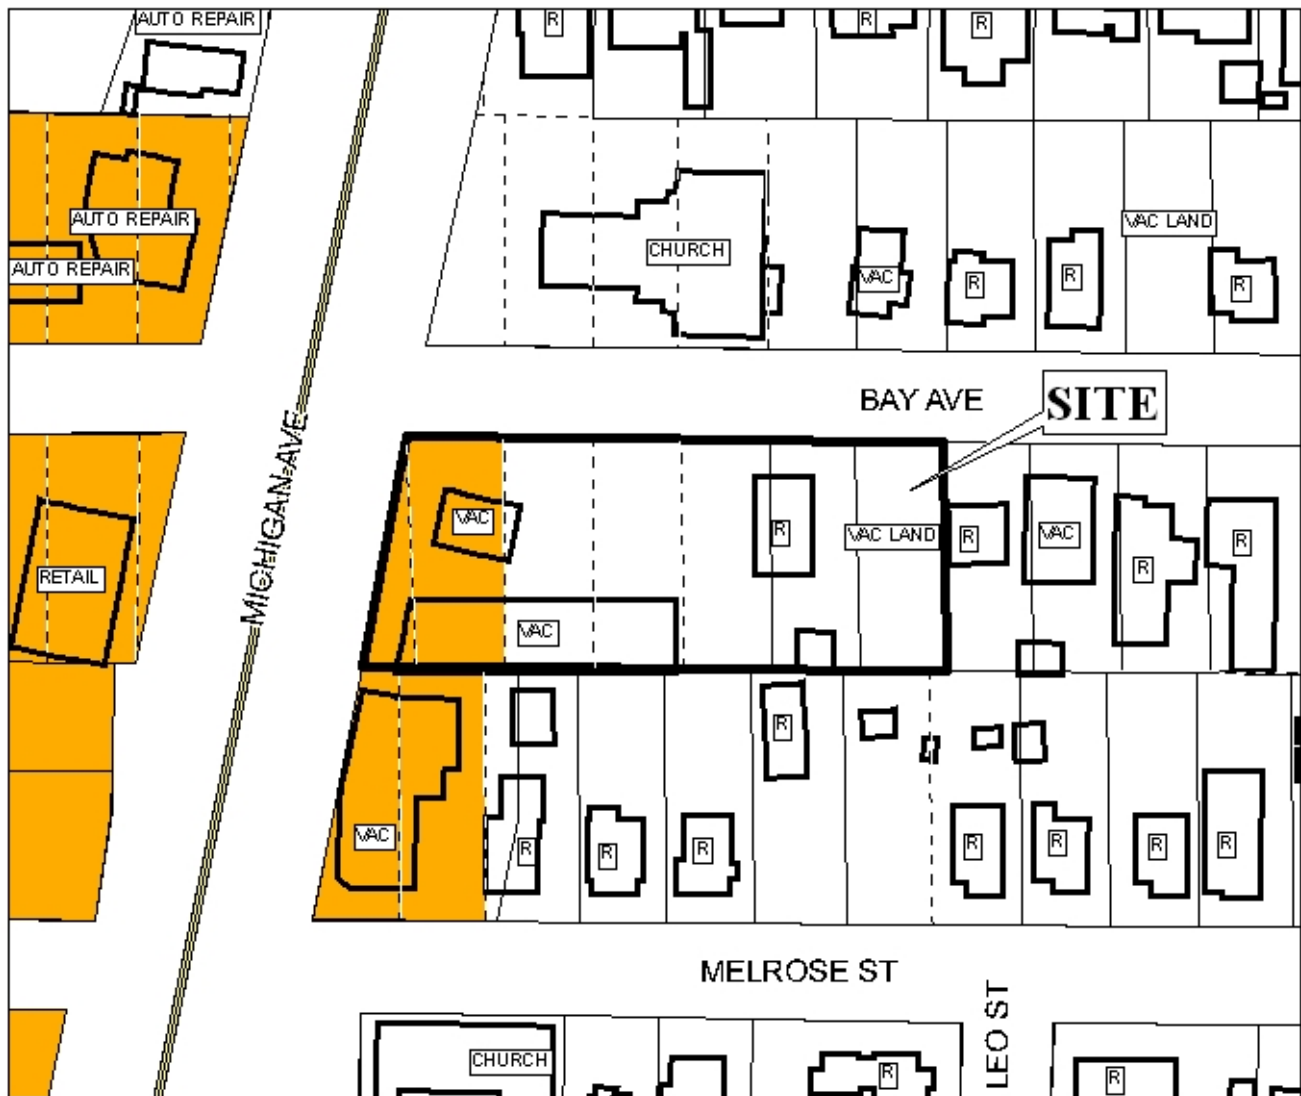 AUTO REPAIR
R
R
R
AUTO REPAIR
AUTO REPAIR
CHURCH
VAC
R
R
VAC LAND
R
BAY AVE
SITE
MICHIGAN AVE
RETAIL
VAC
R
VAC LAND
R
VAC
R
R
VAC
R
VAC
R
R
R
R
R
R
R
MELROSE ST
LEO ST
CHURCH
R
R